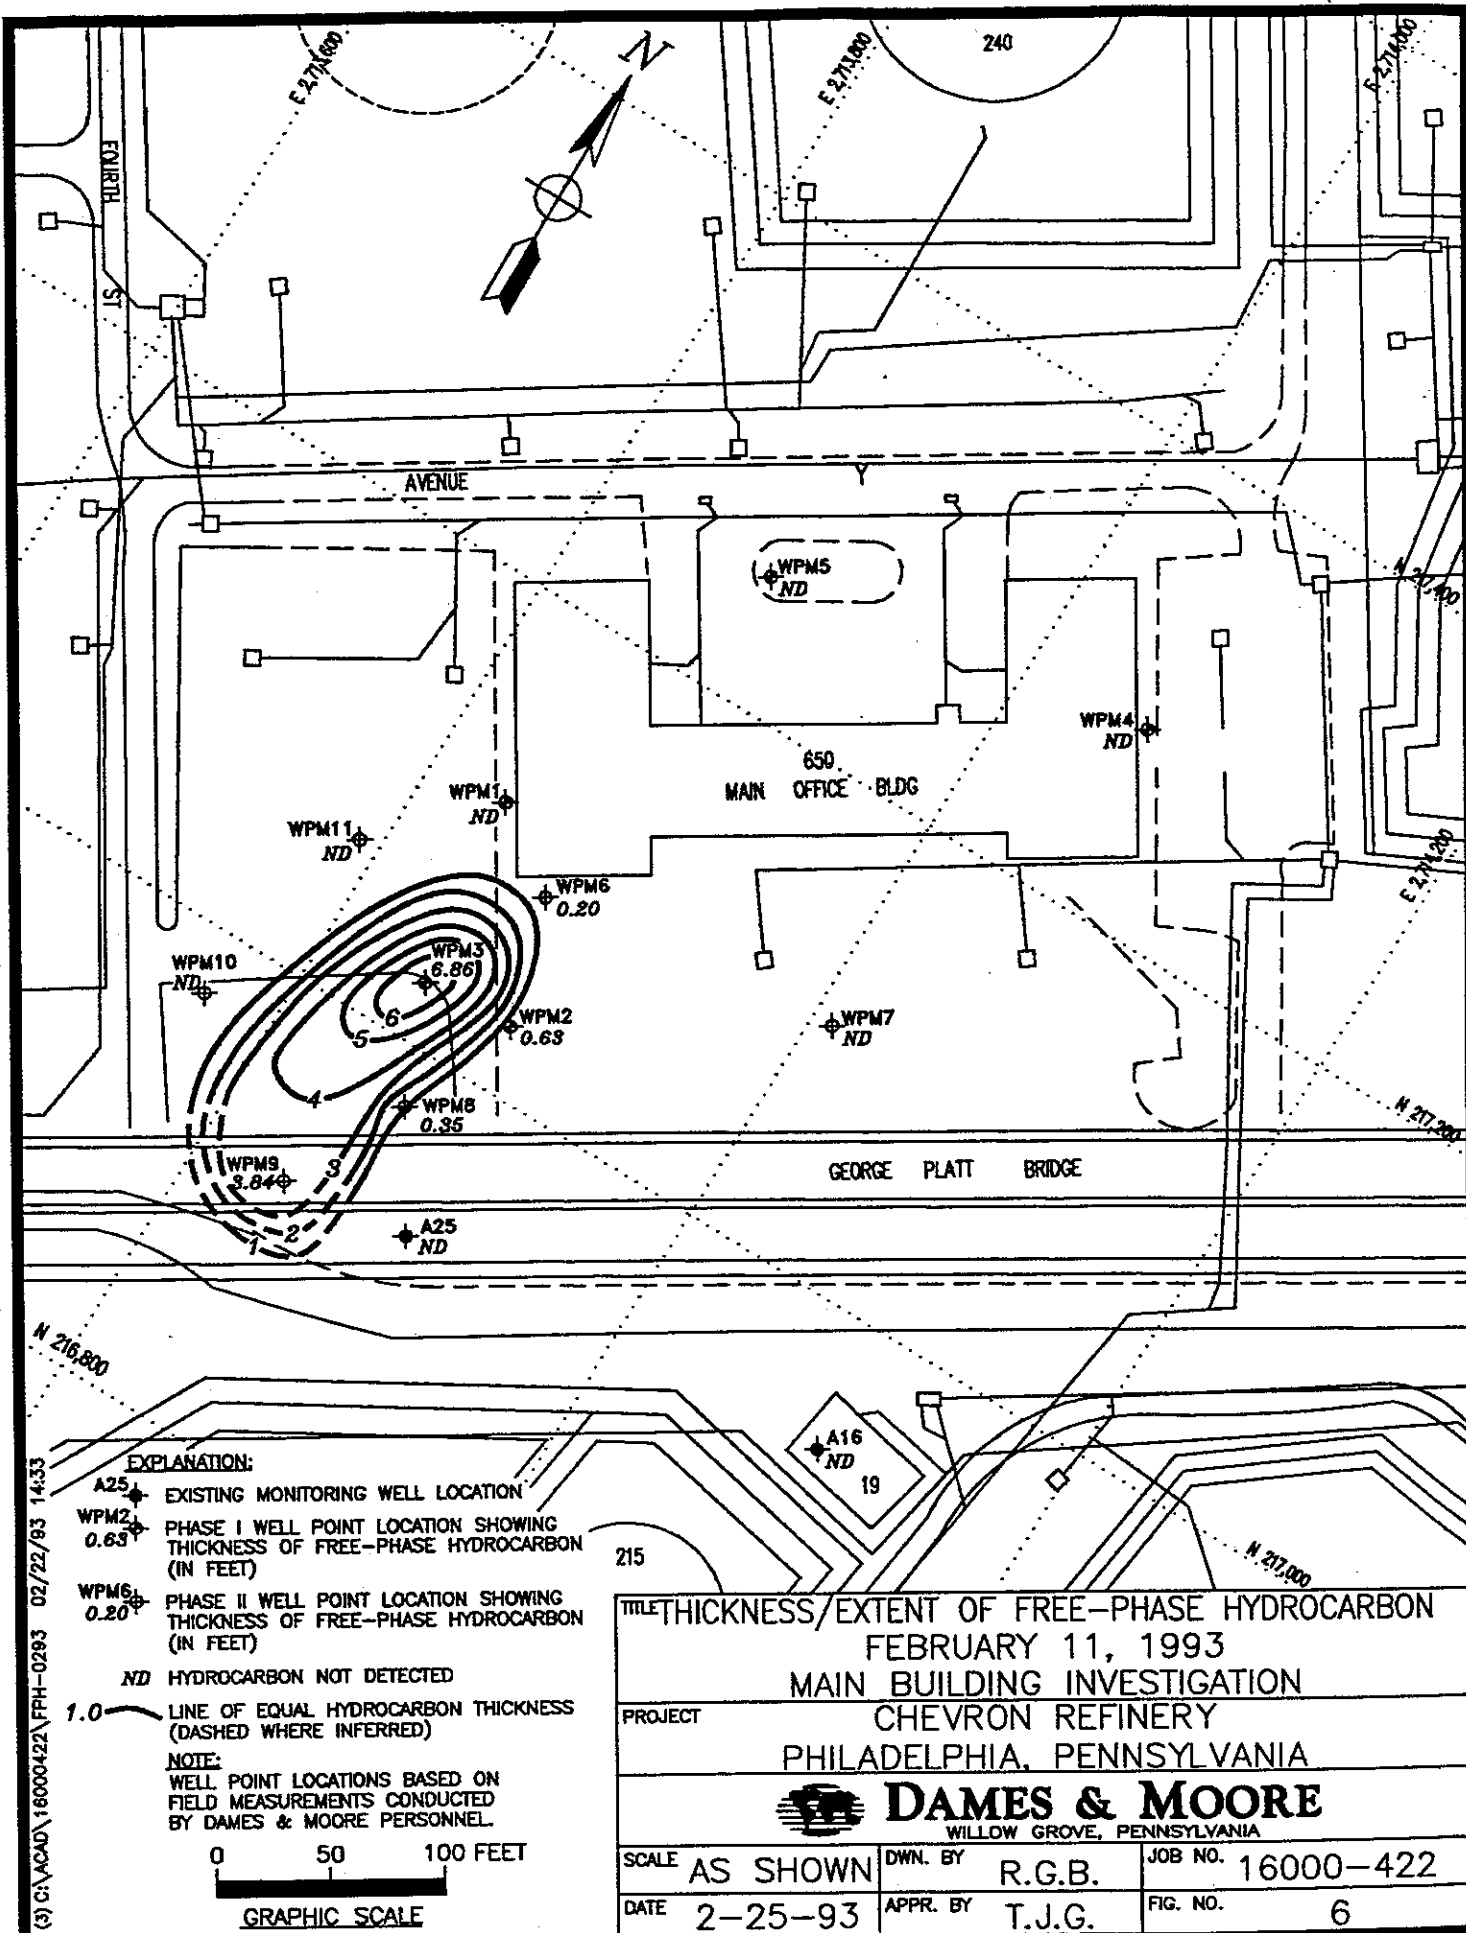 240
E 2,713,600
E 2,713,800
E 2,714,000
N
FOURTH
ST
AVENUE
Y
WPM5
ND
N 217,400
WPM4
ND
650
MAIN OFFICE BLDG
WPM1
ND
WPM11
ND
WPM6
0.20
E 2,714,200
WPM10
ND
WPM3
6.86
6
5
4
WPM2
0.63
WPM7
ND
WPM8
0.35
N 217,200
WPM9
3.84
3
2
1
GEORGE PLATT BRIDGE
A25
ND
N 216,800
A16
ND
19
215
N 217,000
EXPLANATION:
A25 EXISTING MONITORING WELL LOCATION
WPM2
0.63
PHASE I WELL POINT LOCATION SHOWING
THICKNESS OF FREE-PHASE HYDROCARBON
(IN FEET)
WPM6
0.20
PHASE II WELL POINT LOCATION SHOWING
THICKNESS OF FREE-PHASE HYDROCARBON
(IN FEET)
ND HYDROCARBON NOT DETECTED
1.0 LINE OF EQUAL HYDROCARBON THICKNESS
(DASHED WHERE INFERRED)
NOTE:
WELL POINT LOCATIONS BASED ON
FIELD MEASUREMENTS CONDUCTED
BY DAMES & MOORE PERSONNEL.
0 50 100 FEET
GRAPHIC SCALE
(3) C:\ACAD\16000422\FPH-0293 02/22/93 14:33
TITLE THICKNESS/EXTENT OF FREE-PHASE HYDROCARBON
FEBRUARY 11, 1993
MAIN BUILDING INVESTIGATION
PROJECT CHEVRON REFINERY
PHILADELPHIA, PENNSYLVANIA
DAMES & MOORE
WILLOW GROVE, PENNSYLVANIA
SCALE AS SHOWN DWN. BY R.G.B. JOB NO. 16000-422
DATE 2-25-93 APPR. BY T.J.G. FIG. NO. 6